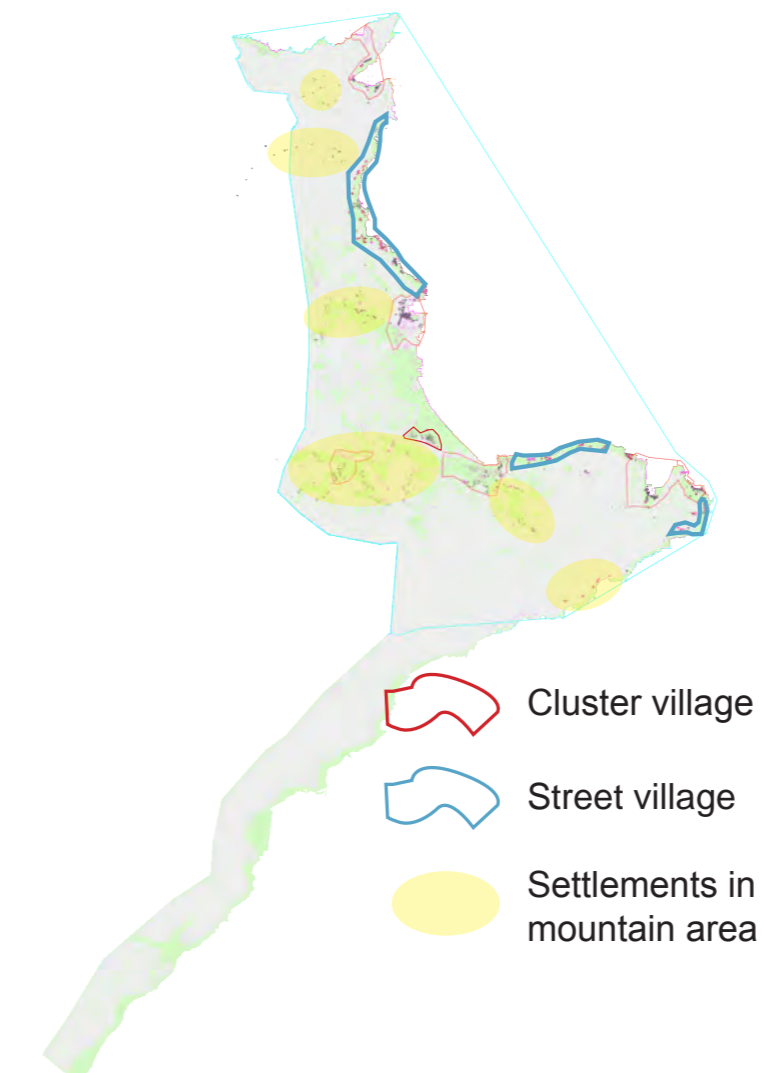 Cluster village
Street village
Settlements in
mountain area